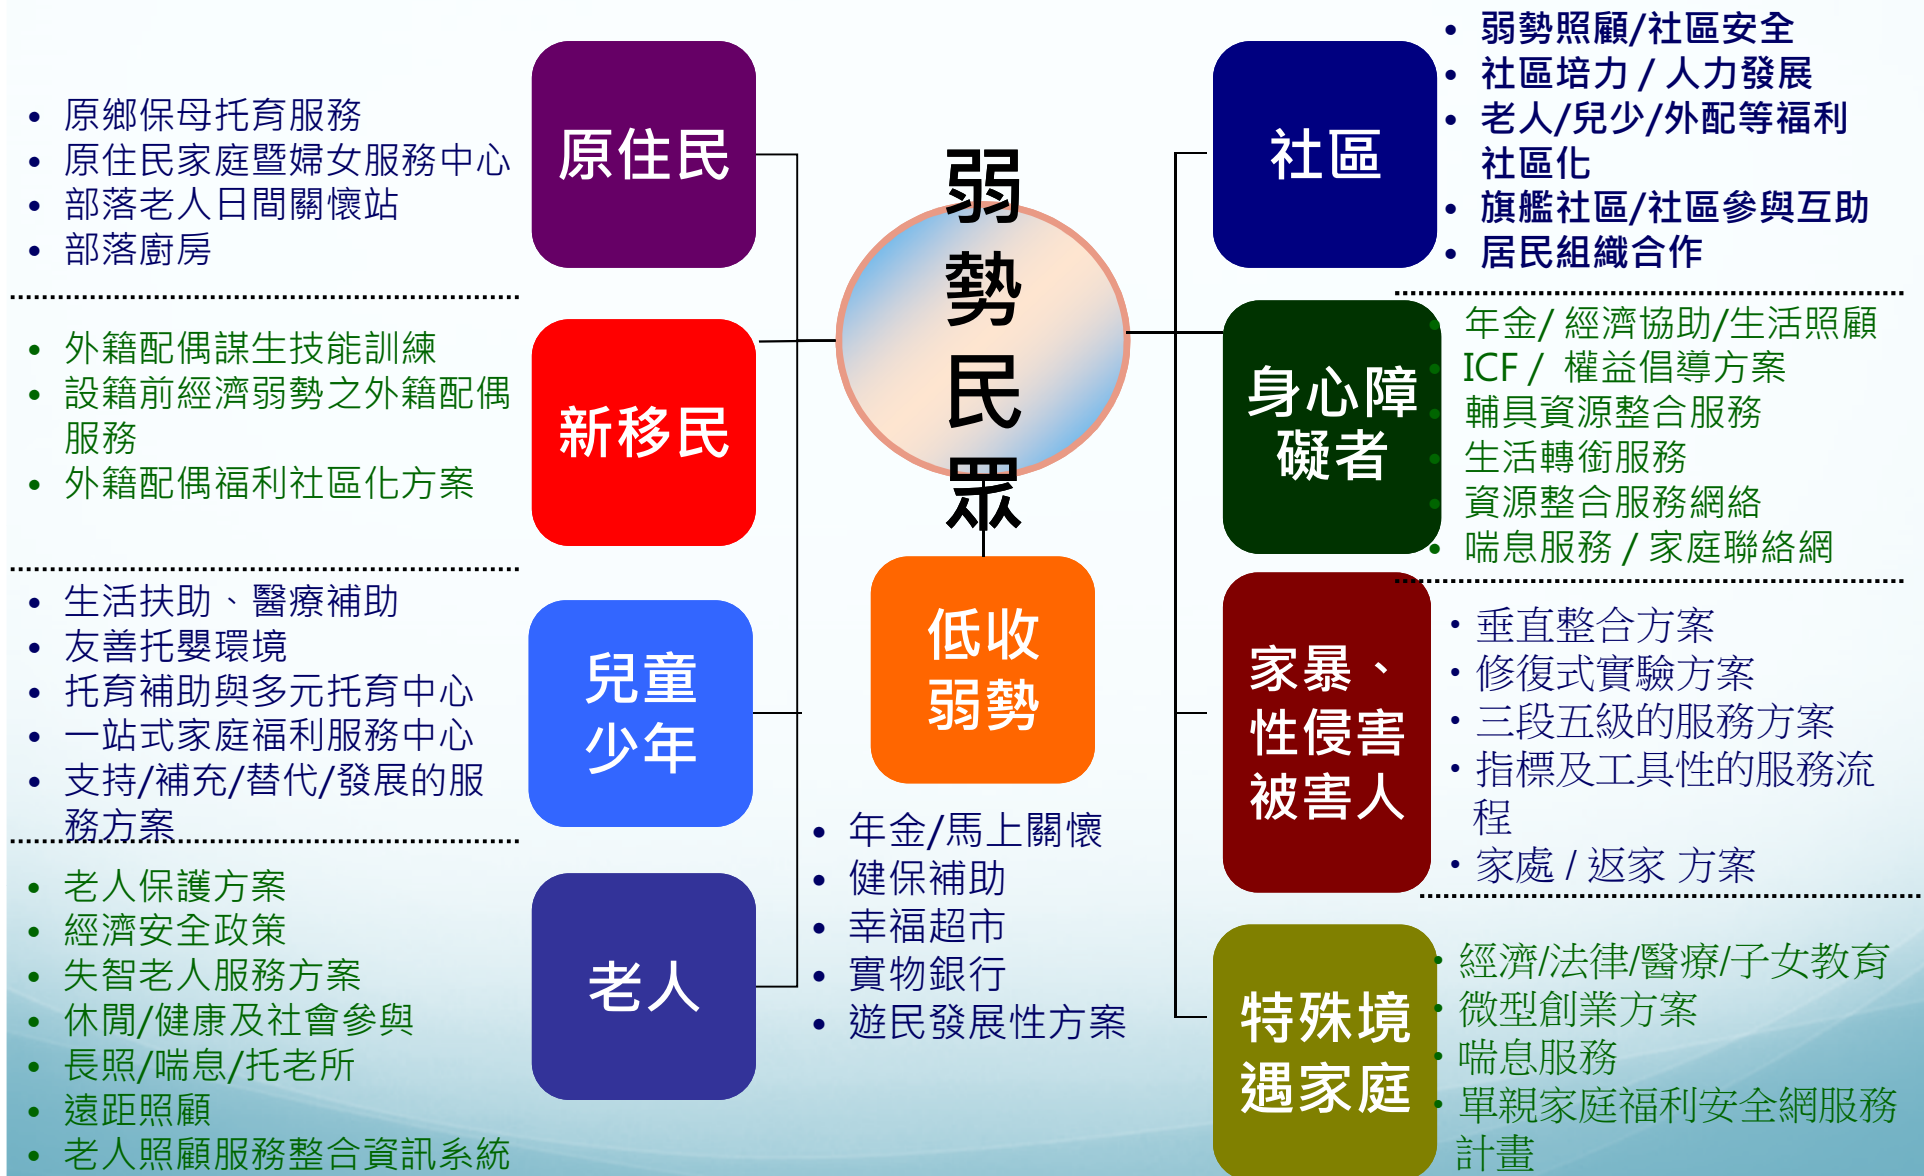 • 原鄉保母托育服務
• 原住民家庭暨婦女服務中心
• 部落老人日間關懷站
• 部落廚房
原住民
• 外籍配偶謀生技能訓練
• 設籍前經濟弱勢之外籍配偶
服務
• 外籍配偶福利社區化方案
新移民
• 生活扶助、醫療補助
• 友善托嬰環境
• 托育補助與多元托育中心
• 一站式家庭福利服務中心
• 支持/補充/替代/發展的服
務方案
兒童
少年
• 老人保護方案
• 經濟安全政策
• 失智老人服務方案
• 休閒/健康及社會參與
• 長照/喘息/托老所
• 遠距照顧
• 老人照顧服務整合資訊系統
老人
弱
勢
民
眾
低收
弱勢
• 年金/馬上關懷
• 健保補助
• 幸福超市
• 實物銀行
• 遊民發展性方案
社區
• 弱勢照顧/社區安全
• 社區培力 / 人力發展
• 老人/兒少/外配等福利
社區化
• 旗艦社區/社區參與互助
• 居民組織合作
身心障
礙者
• 年金/ 經濟協助/生活照顧
• ICF / 權益倡導方案
• 輔具資源整合服務
• 生活轉銜服務
• 資源整合服務網絡
• 喘息服務 / 家庭聯絡網
家暴、
性侵害
被害人
• 垂直整合方案
• 修復式實驗方案
• 三段五級的服務方案
• 指標及工具性的服務流
程
• 家處 / 返家 方案
特殊境
遇家庭
• 經濟/法律/醫療/子女教育
• 微型創業方案
• 喘息服務
• 單親家庭福利安全網服務
計畫